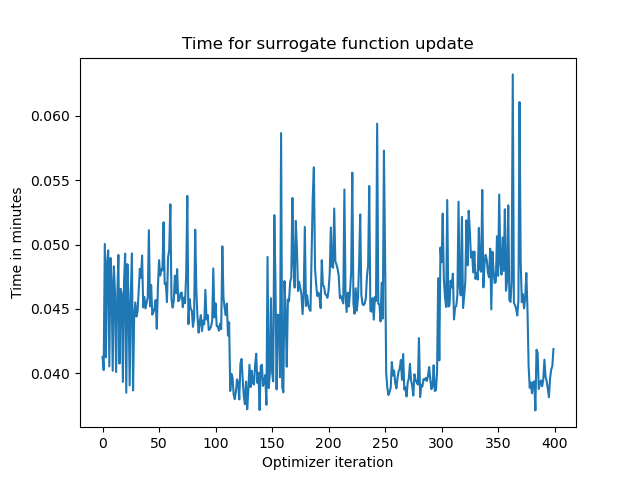 Time for surrogate function update
0.060
0.055
0.050
0.045
0.040
Time in minutes
0 50 100 150 200 250 300 350 400
Optimizer iteration